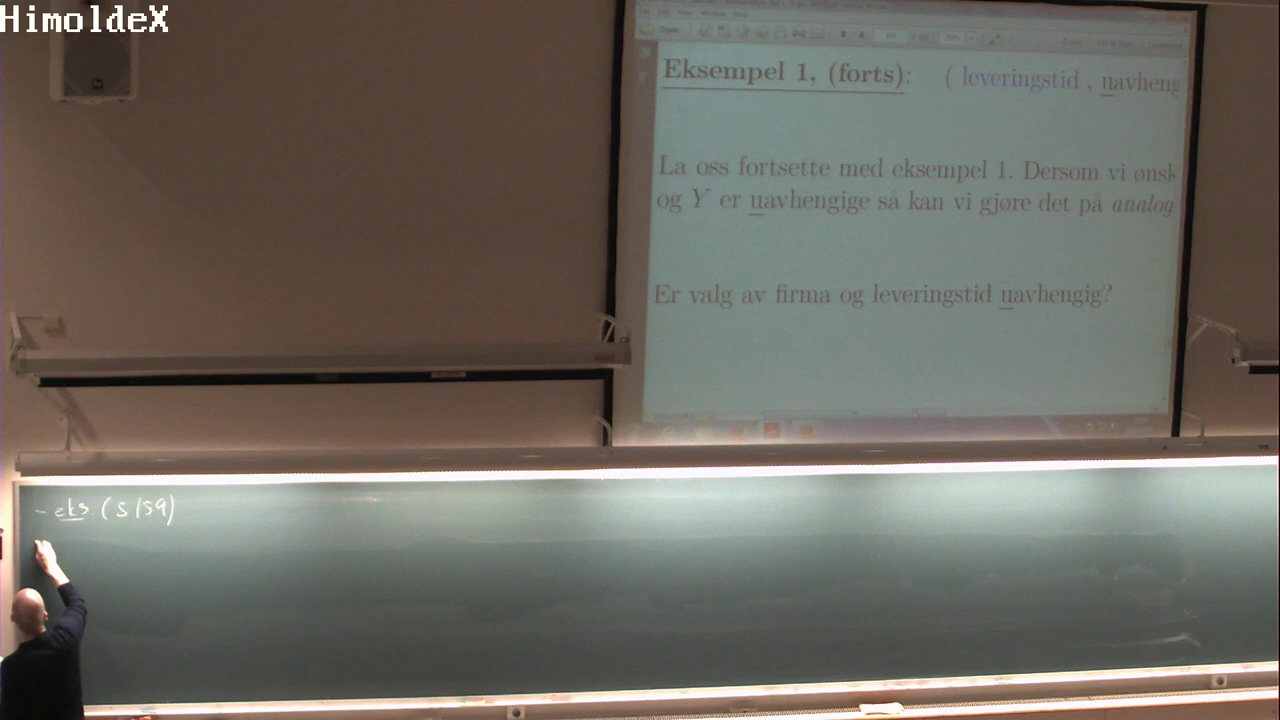 HimoldeX
Eksempel 1, (forts): ( leveringstid , uavheng
La oss fortsette med eksempel 1. Dersom vi ønsk
og Y er uavhengige så kan vi gjøre det på analog
Er valg av firma og leveringstid uavhengig?
- eks (s 159)